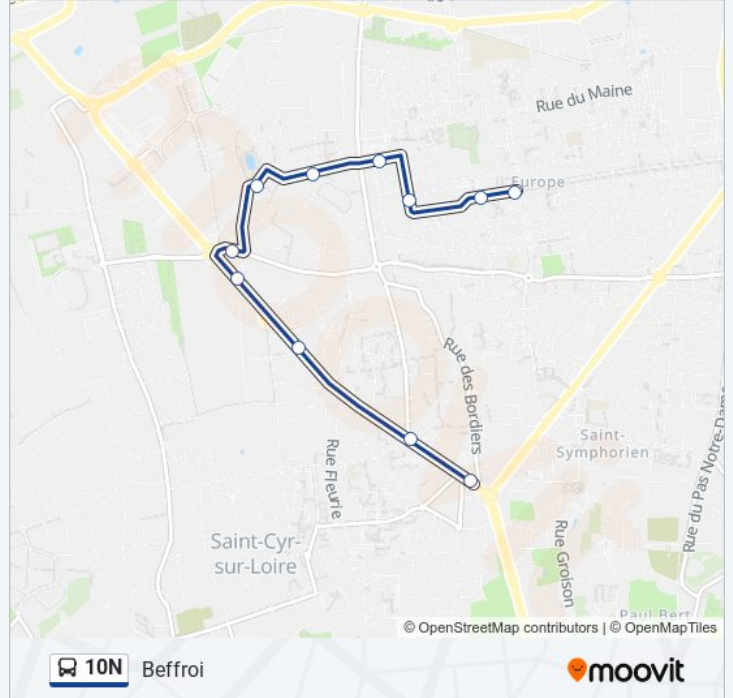 Rue du Maine
Europe
Rue des Bordiers
Saint-
Symphorien
Rue du Pas Notre-Dame
Rue Fleurie
Saint-Cyr-
sur-Loire
Rue Groison
Paul Bert
© OpenStreetMap contributors | © OpenMapTiles
10N Beffroi
moovit